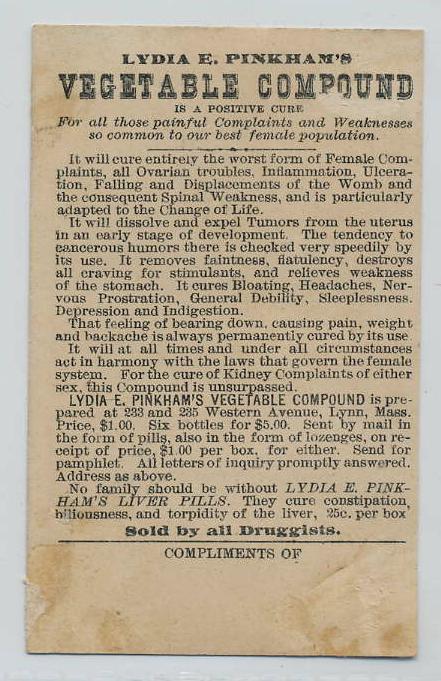 LYDIA E. PINKHAM'S
VEGETABLE COMPOUND
IS A POSITIVE CURE
For all those painful Complaints and Weaknesses
so common to our best female population.
It will cure entirely the worst form of Female Com-
plaints, all Ovarian troubles, Inflammation, Ulcera-
tion, Falling and Displacements of the Womb and
the consequent Spinal Weakness, and is particularly
adapted to the Change of Life.
It will dissolve and expel Tumors from the uterus
in an early stage of development. The tendency to
cancerous humors there is checked very speedily by
its use. It removes faintness, flatulency, destroys
all craving for stimulants, and relieves weakness
of the stomach. It cures Bloating, Headaches, Ner-
vous Prostration, General Debility, Sleeplessness.
Depression and Indigestion.
That feeling of bearing down, causing pain, weight
and backache is always permanently cured by its use
It will at all times and under all circumstances
act in harmony with the laws that govern the female
system. For the cure of Kidney Complaints of either
sex, this Compound is unsurpassed.
LYDIA E. PINKHAM'S VEGETABLE COMPOUND is pre-
pared at 233 and 235 Western Avenue, Lynn, Mass.
Price, $1.00. Six bottles for $5.00. Sent by mail in
the form of pills, also in the form of lozenges, on re-
ceipt of price, $1.00 per box, for either. Send for
pamphlet. All letters of inquiry promptly answered.
Address as above.
No family should be without LYDIA E. PINK-
HAM'S LIVER PILLS. They cure constipation,
biliousness, and torpidity of the liver, 25c. per box
Sold by all Druggists.
COMPLIMENTS OF